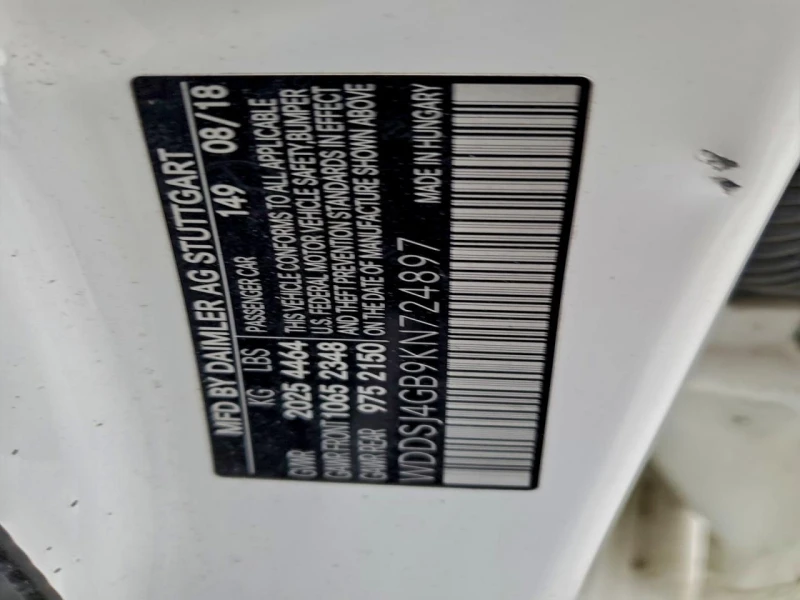 MFD BY DAIMLER AG STUTTGART
149 08/18
KG LBS PASSENGER CAR
GVWR 2025 4464 THIS VEHICLE CONFORMS TO ALL APPLICABLE
GAWR FRONT 1065 2348 U.S. FEDERAL MOTOR VEHICLE SAFETY, BUMPER
GAWR REAR 975 2150 AND THEFT PREVENTION STANDARDS IN EFFECT
ON THE DATE OF MANUFACTURE SHOWN ABOVE
WDDSJ4GB9KN724897 MADE IN HUNGARY